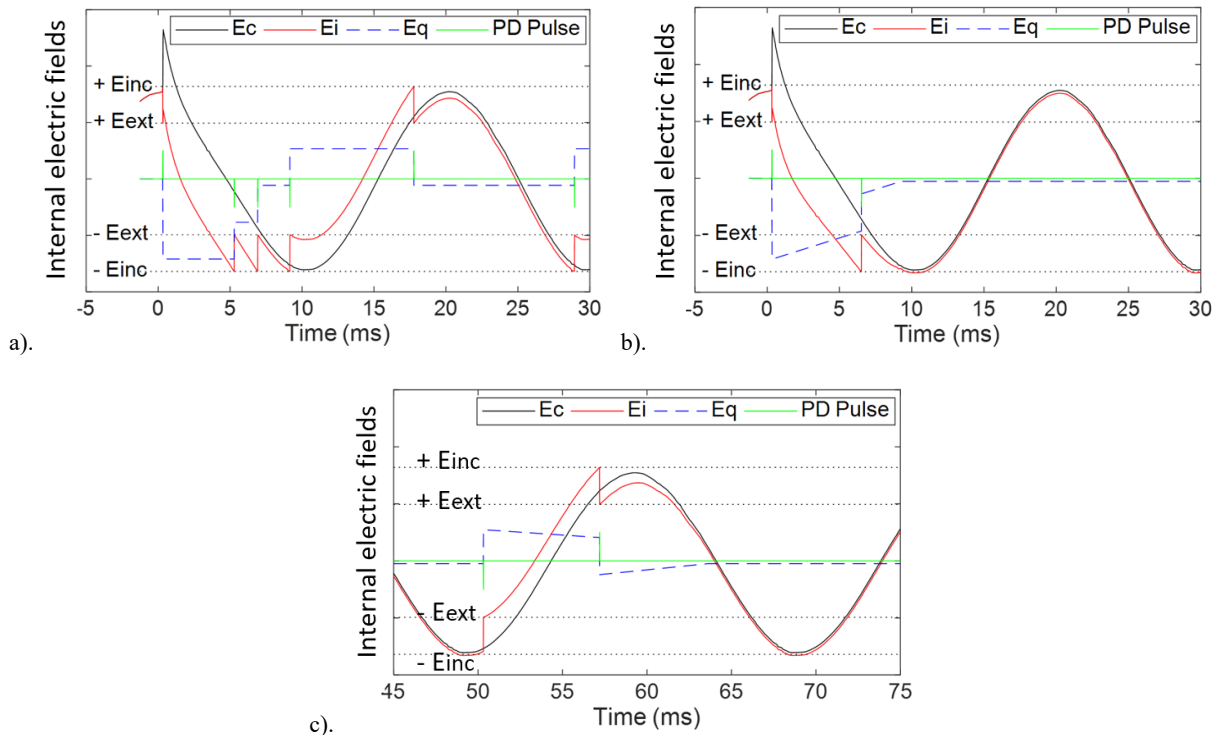 Ec Ei Eq PD Pulse
Internal electric fields
+ Einc
+ Eext
- Eext
- Einc
-5 0 5 10 15 20 25 30
Time (ms)
a).
Ec Ei Eq PD Pulse
Internal electric fields
+ Einc
+ Eext
- Eext
- Einc
-5 0 5 10 15 20 25 30
Time (ms)
b).
Ec Ei Eq PD Pulse
Internal electric fields
+ Einc
+ Eext
- Eext
- Einc
45 50 55 60 65 70 75
Time (ms)
c).